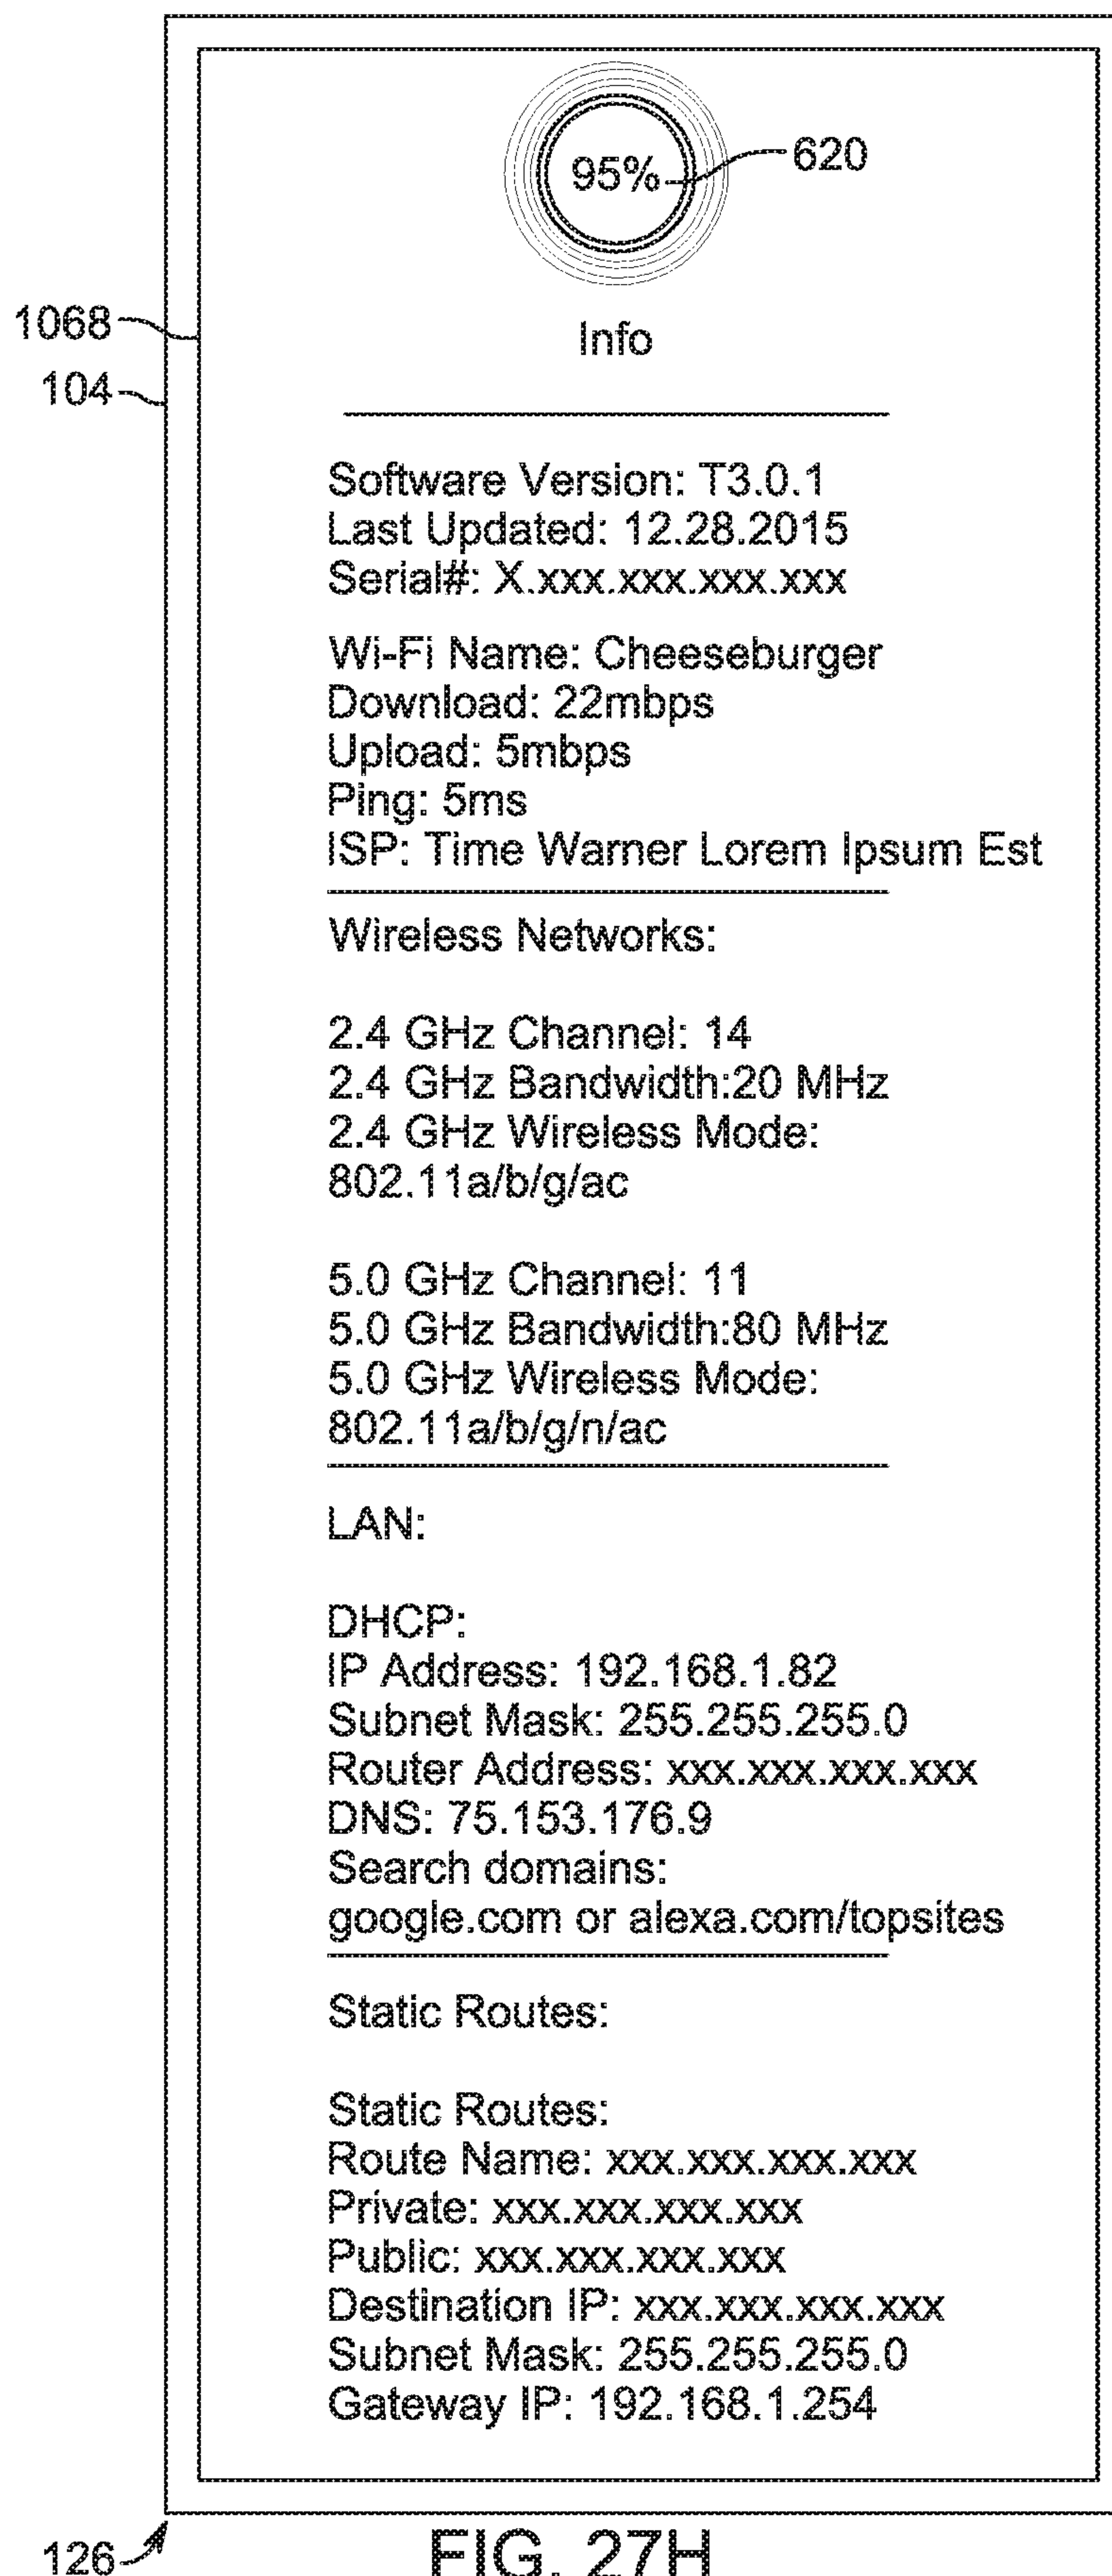 95%
620
1068
Info
104
Software Version: T3.0.1
Last Updated: 12.28.2015
Serial#: X.xxx.xxx.xxx.xxx
Wi-Fi Name: Cheeseburger
Download: 22mbps
Upload: 5mbps
Ping: 5ms
ISP: Time Warner Lorem Ipsum Est
Wireless Networks:
2.4 GHz Channel: 14
2.4 GHz Bandwidth:20 MHz
2.4 GHz Wireless Mode:
802.11a/b/g/ac
5.0 GHz Channel: 11
5.0 GHz Bandwidth:80 MHz
5.0 GHz Wireless Mode:
802.11a/b/g/n/ac
LAN:
DHCP:
IP Address: 192.168.1.82
Subnet Mask: 255.255.255.0
Router Address: xxx.xxx.xxx.xxx
DNS: 75.153.176.9
Search domains:
google.com or alexa.com/topsites
Static Routes:
Static Routes:
Route Name: xxx.xxx.xxx.xxx
Private: xxx.xxx.xxx.xxx
Public: xxx.xxx.xxx.xxx
Destination IP: xxx.xxx.xxx.xxx
Subnet Mask: 255.255.255.0
Gateway IP: 192.168.1.254
126
FIG. 27H